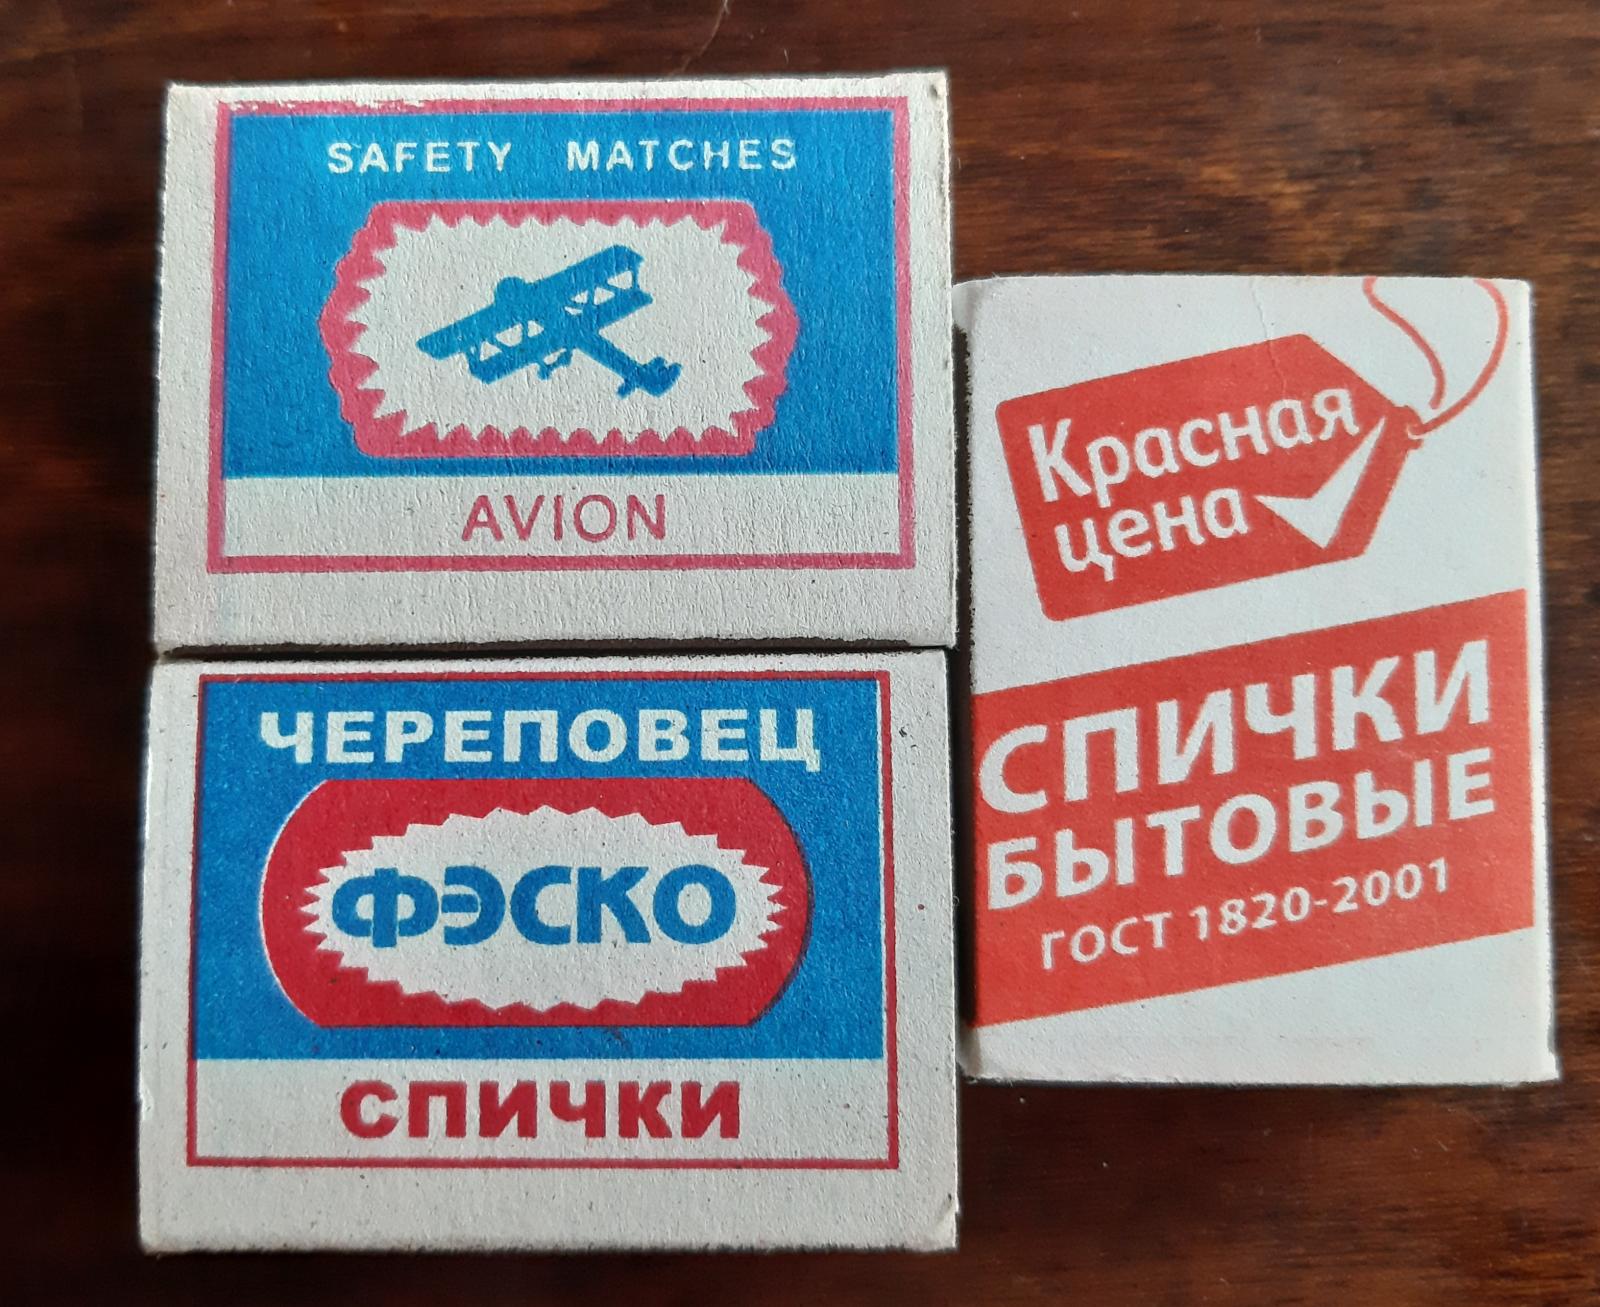 SAFETY MATCHES
AVION
ЧЕРЕПОВЕЦ
ФЭСКО
СПИЧКИ
Красная
цена
СПИЧКИ
БЫТОВЫЕ
ГОСТ 1820-2001